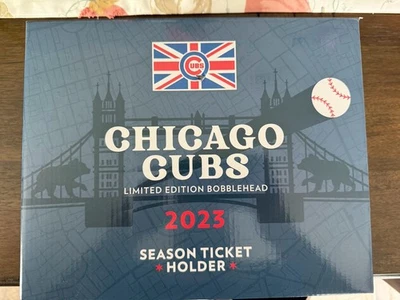 CUBS
CHICAGO
CUBS
LIMITED EDITION BOBBLEHEAD
2023
SEASON TICKET
* HOLDER *